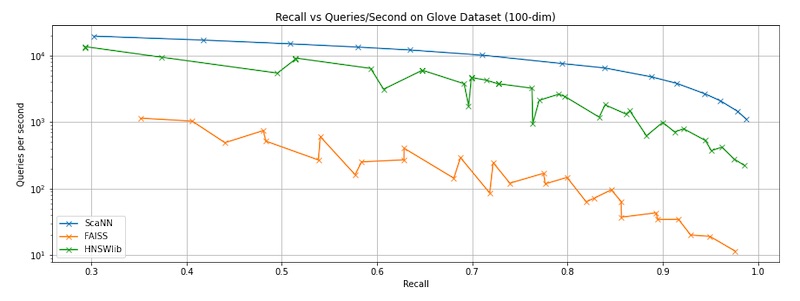 Recall vs Queries/Second on Glove Dataset (100-dim)
Queries per second
10⁴
10³
10²
10¹
ScaNN
FAISS
HNSWlib
0.3 0.4 0.5 0.6 0.7 0.8 0.9 1.0
Recall